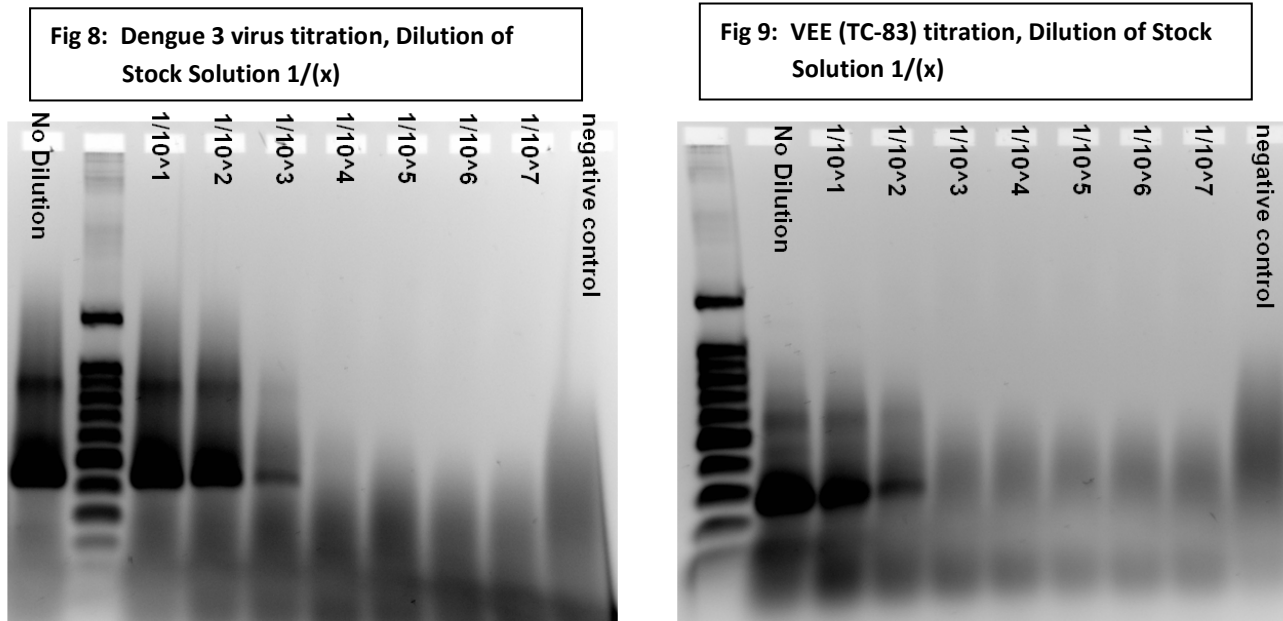 Fig 8:  Dengue 3 virus titration, Dilution of
Stock Solution 1/(x)
No Dilution
1/10^1
1/10^2
1/10^3
1/10^4
1/10^5
1/10^6
1/10^7
negative control
Fig 9:  VEE (TC-83) titration, Dilution of Stock
Solution 1/(x)
No Dilution
1/10^1
1/10^2
1/10^3
1/10^4
1/10^5
1/10^6
1/10^7
negative control